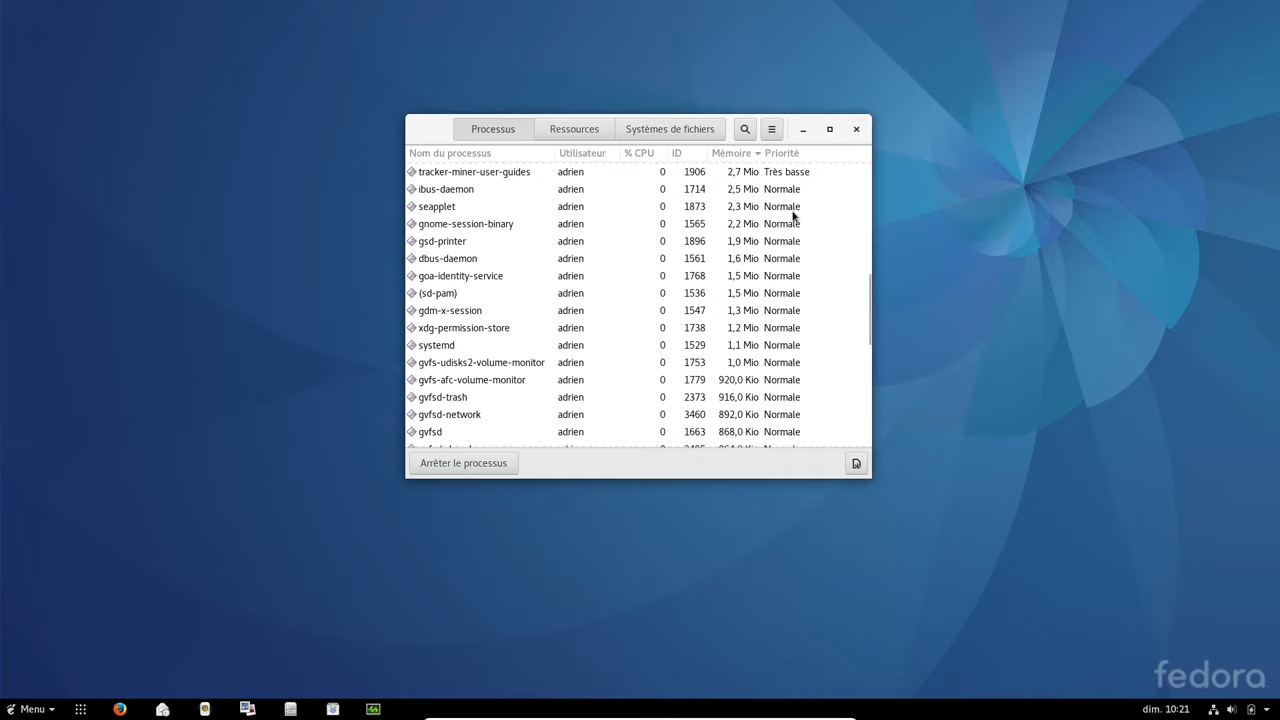 Processus Ressources Systèmes de fichiers
Nom du processus Utilisateur % CPU ID Mémoire Priorité
tracker-miner-user-guides adrien 0 1906 2,7 Mio Très basse
ibus-daemon adrien 0 1714 2,5 Mio Normale
seapplet adrien 0 1873 2,3 Mio Normale
gnome-session-binary adrien 0 1565 2,2 Mio Normale
gsd-printer adrien 0 1896 1,9 Mio Normale
dbus-daemon adrien 0 1561 1,6 Mio Normale
goa-identity-service adrien 0 1768 1,5 Mio Normale
(sd-pam) adrien 0 1536 1,5 Mio Normale
gdm-x-session adrien 0 1547 1,3 Mio Normale
xdg-permission-store adrien 0 1738 1,2 Mio Normale
systemd adrien 0 1529 1,1 Mio Normale
gvfs-udisks2-volume-monitor adrien 0 1753 1,0 Mio Normale
gvfs-afc-volume-monitor adrien 0 1779 920,0 Kio Normale
gvfsd-trash adrien 0 2373 916,0 Kio Normale
gvfsd-network adrien 0 3460 892,0 Kio Normale
gvfsd adrien 0 1663 868,0 Kio Normale
Arrêter le processus
fedora
Menu dim. 10:21